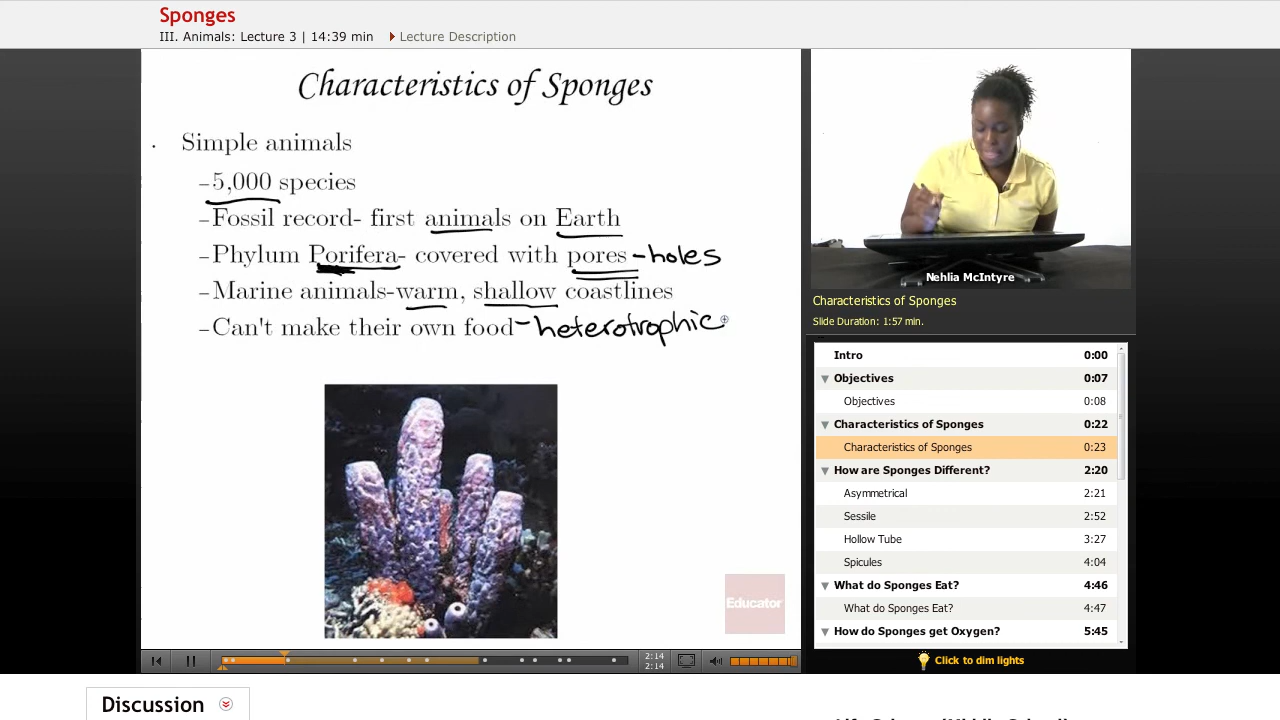 Sponges
III. Animals: Lecture 3 | 14:39 min Lecture Description
Characteristics of Sponges
· Simple animals
–5,000 species
–Fossil record- first animals on Earth
–Phylum Porifera- covered with pores –holes
–Marine animals-warm, shallow coastlines
–Can't make their own food –heterotrophic
Educator
2:14
2:14
Nehlia McIntyre
Characteristics of Sponges
Slide Duration: 1:57 min.
Intro 0:00
Objectives 0:07
Objectives 0:08
Characteristics of Sponges 0:22
Characteristics of Sponges 0:23
How are Sponges Different? 2:20
Asymmetrical 2:21
Sessile 2:52
Hollow Tube 3:27
Spicules 4:04
What do Sponges Eat? 4:46
What do Sponges Eat? 4:47
How do Sponges get Oxygen? 5:45
Click to dim lights
Discussion